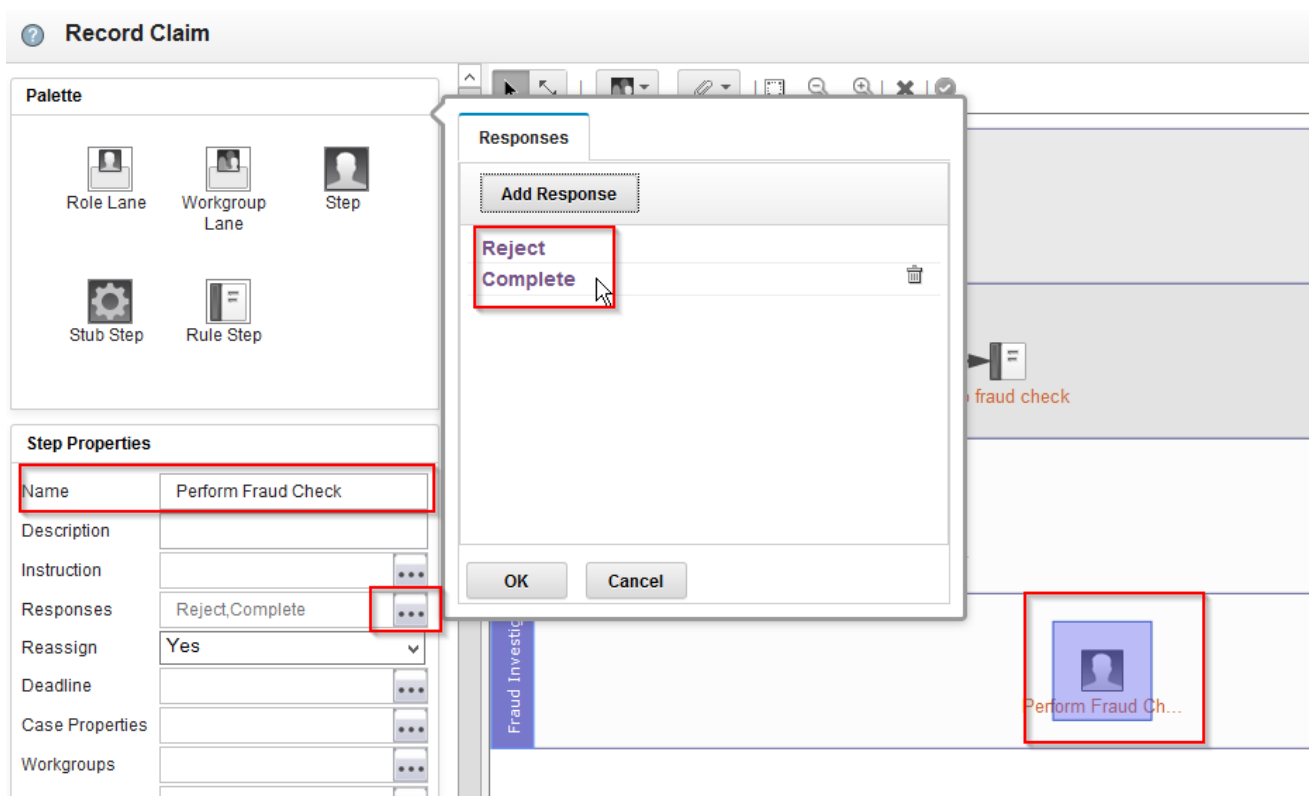 Record Claim
Palette
Role Lane
Workgroup
Lane
Step
Stub Step
Rule Step
Step Properties
Name Perform Fraud Check
Description
Instruction
Responses Reject,Complete
Reassign Yes
Deadline
Case Properties
Workgroups
Responses
Add Response
Reject
Complete
OK Cancel
fraud check
Fraud
Perform Fraud Ch...